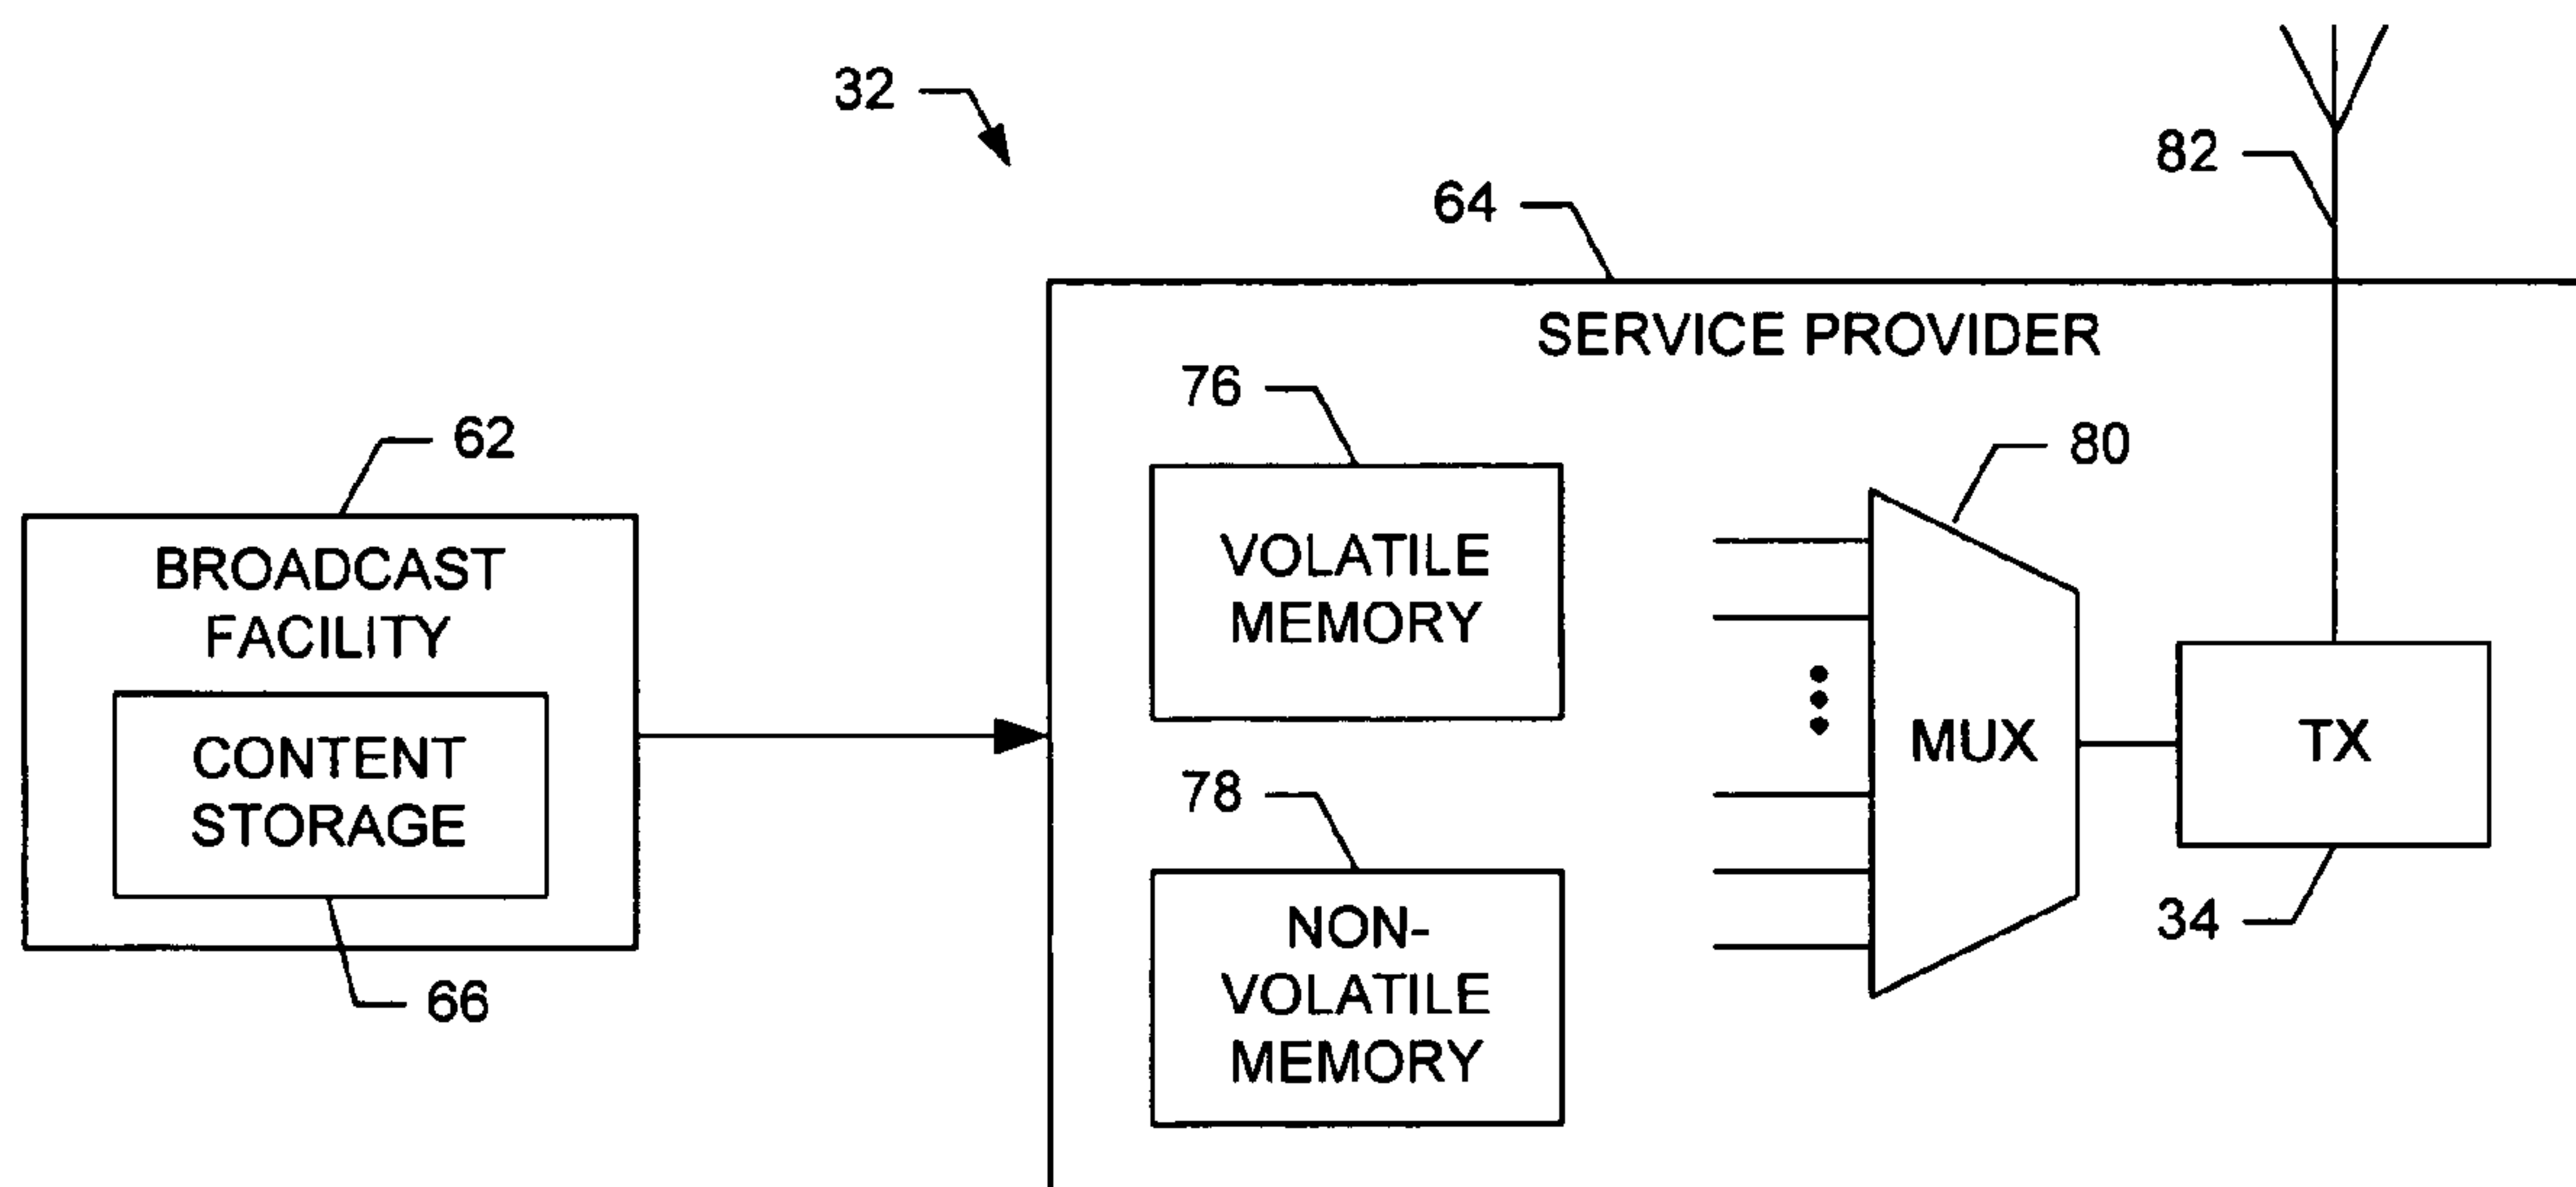 32
82
64
SERVICE PROVIDER
76
62
80
BROADCAST
FACILITY
VOLATILE
MEMORY
CONTENT
STORAGE
MUX
TX
78
66
NON-
VOLATILE
MEMORY
34